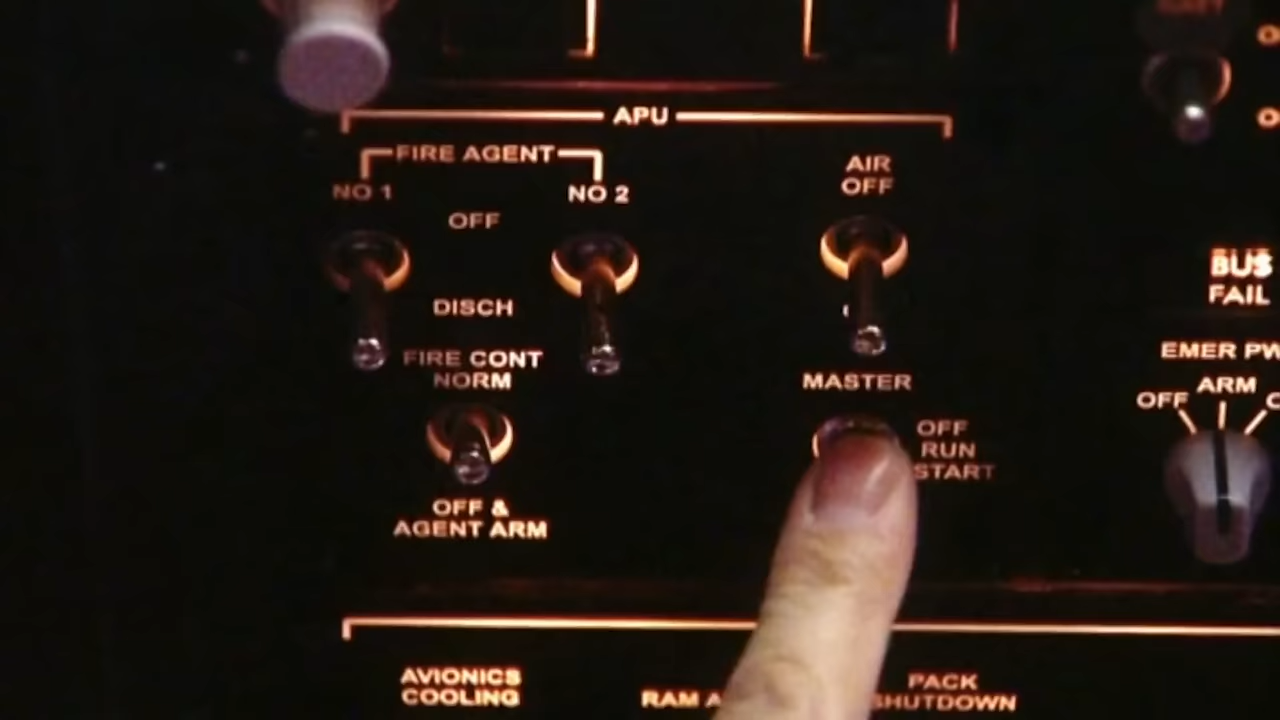 APU
FIRE AGENT
NO 1
NO 2
AIR
OFF
OFF
DISCH
BUS
FAIL
FIRE CONT
NORM
MASTER
EMER
OFF ARM
OFF
RUN
START
OFF &
AGENT ARM
AVIONICS
COOLING
RAM
PACK
SHUTDOWN